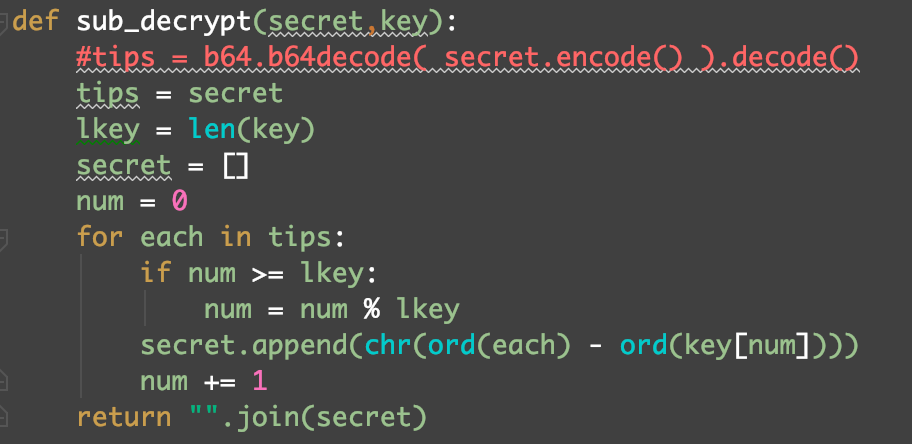 def sub_decrypt(secret,key):
    #tips = b64.b64decode( secret.encode() ).decode()
    tips = secret
    lkey = len(key)
    secret = []
    num = 0
    for each in tips:
        if num >= lkey:
            num = num % lkey
        secret.append(chr(ord(each) - ord(key[num])))
        num += 1
    return "".join(secret)